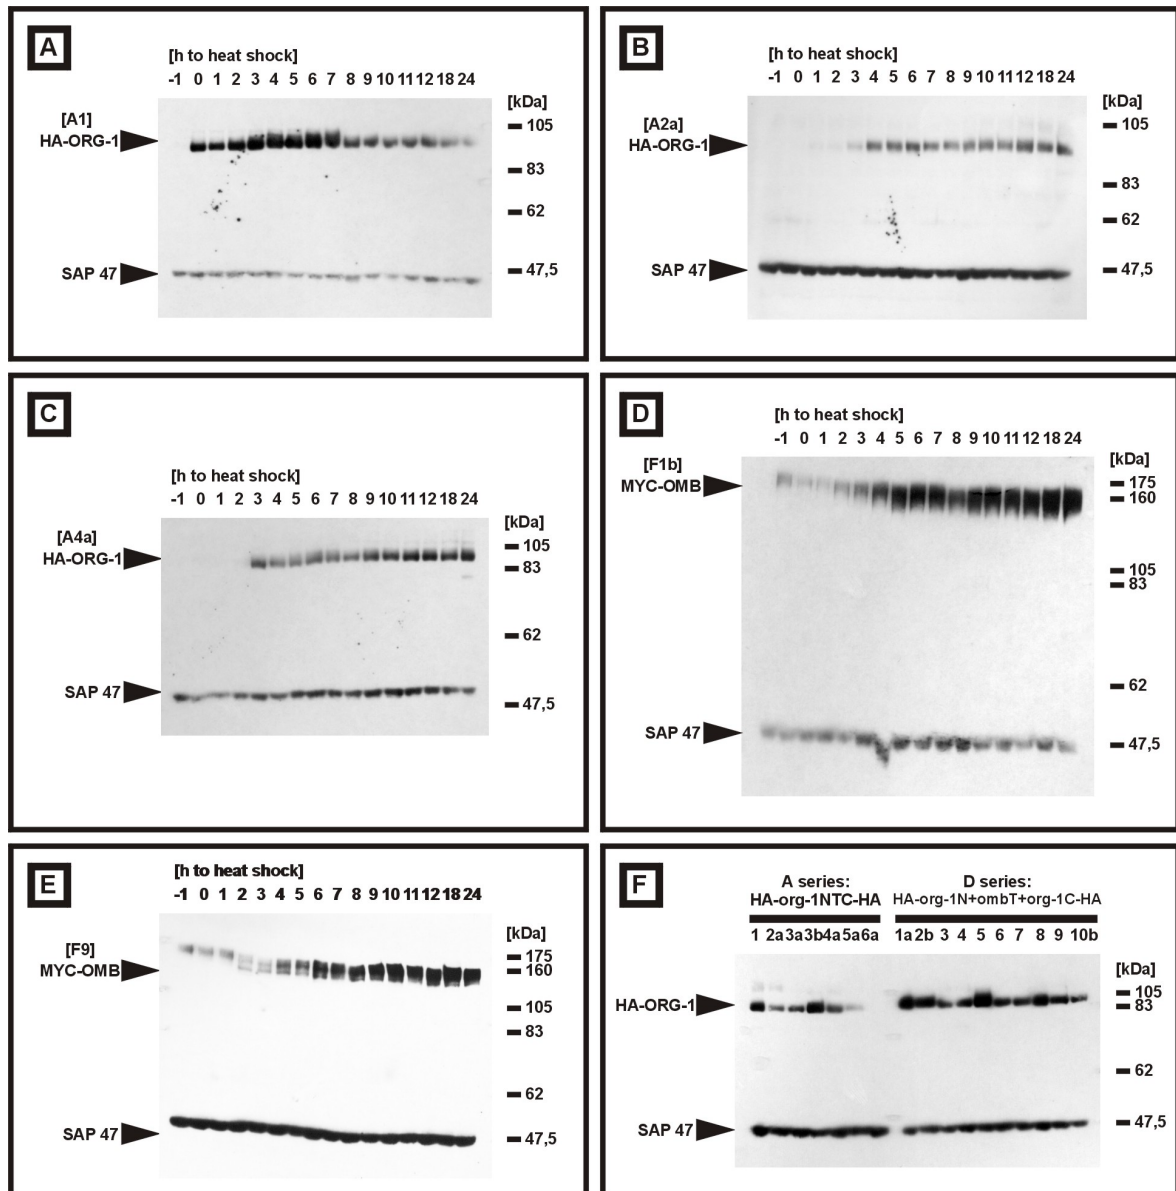 A
[h to heat shock]
-1 0 1 2 3 4 5 6 7 8 9 10 11 12 18 24
[kDa]
[A1]
HA-ORG-1
105
83
62
SAP 47
47,5
B
[h to heat shock]
-1 0 1 2 3 4 5 6 7 8 9 10 11 12 18 24
[kDa]
[A2a]
HA-ORG-1
105
83
62
SAP 47
47,5
C
[h to heat shock]
-1 0 1 2 3 4 5 6 7 8 9 10 11 12 18 24
[kDa]
[A4a]
HA-ORG-1
105
83
62
SAP 47
47,5
D
[h to heat shock]
-1 0 1 2 3 4 5 6 7 8 9 10 11 12 18 24
[kDa]
[F1b]
MYC-OMB
175
160
105
83
62
SAP 47
47,5
E
[h to heat shock]
-1 0 1 2 3 4 5 6 7 8 9 10 11 12 18 24
[kDa]
[F9]
MYC-OMB
175
160
105
83
62
SAP 47
47,5
F
A series:
HA-org-1NTC-HA
D series:
HA-org-1N+ombT+org-1C-HA
1 2a 3a 3b 4a 5a 6a
1a 2b 3 4 5 6 7 8 9 10b
[kDa]
HA-ORG-1
105
83
62
SAP 47
47,5